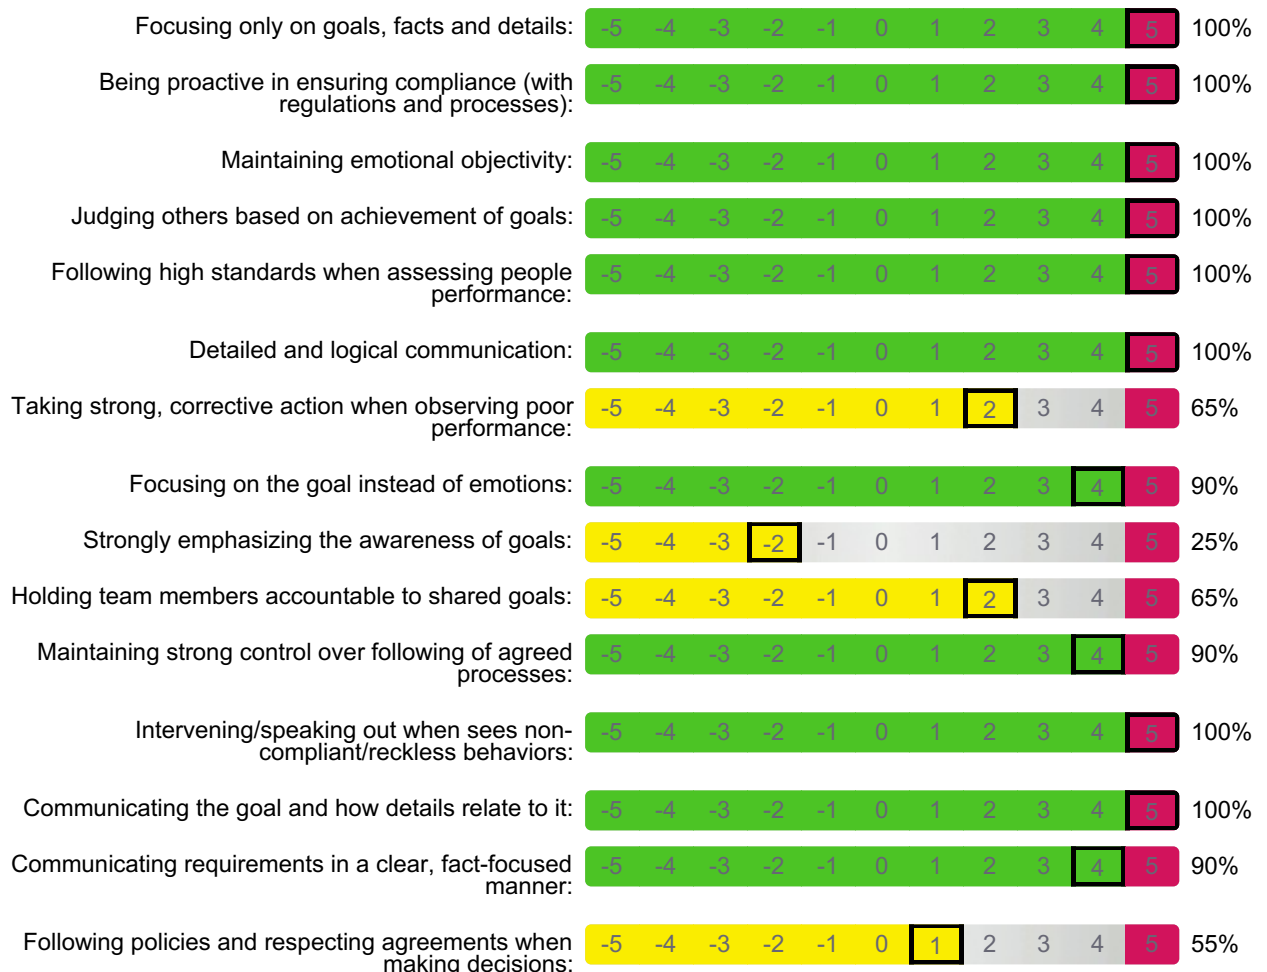 Focusing only on goals, facts and details: -5 -4 -3 -2 -1 0 1 2 3 4 5 100%
Being proactive in ensuring compliance (with
regulations and processes): -5 -4 -3 -2 -1 0 1 2 3 4 5 100%
Maintaining emotional objectivity: -5 -4 -3 -2 -1 0 1 2 3 4 5 100%
Judging others based on achievement of goals: -5 -4 -3 -2 -1 0 1 2 3 4 5 100%
Following high standards when assessing people
performance: -5 -4 -3 -2 -1 0 1 2 3 4 5 100%
Detailed and logical communication: -5 -4 -3 -2 -1 0 1 2 3 4 5 100%
Taking strong, corrective action when observing poor
performance: -5 -4 -3 -2 -1 0 1 2 3 4 5 65%
Focusing on the goal instead of emotions: -5 -4 -3 -2 -1 0 1 2 3 4 5 90%
Strongly emphasizing the awareness of goals: -5 -4 -3 -2 -1 0 1 2 3 4 5 25%
Holding team members accountable to shared goals: -5 -4 -3 -2 -1 0 1 2 3 4 5 65%
Maintaining strong control over following of agreed
processes: -5 -4 -3 -2 -1 0 1 2 3 4 5 90%
Intervening/speaking out when sees non-
compliant/reckless behaviors: -5 -4 -3 -2 -1 0 1 2 3 4 5 100%
Communicating the goal and how details relate to it: -5 -4 -3 -2 -1 0 1 2 3 4 5 100%
Communicating requirements in a clear, fact-focused
manner: -5 -4 -3 -2 -1 0 1 2 3 4 5 90%
Following policies and respecting agreements when
making decisions: -5 -4 -3 -2 -1 0 1 2 3 4 5 55%